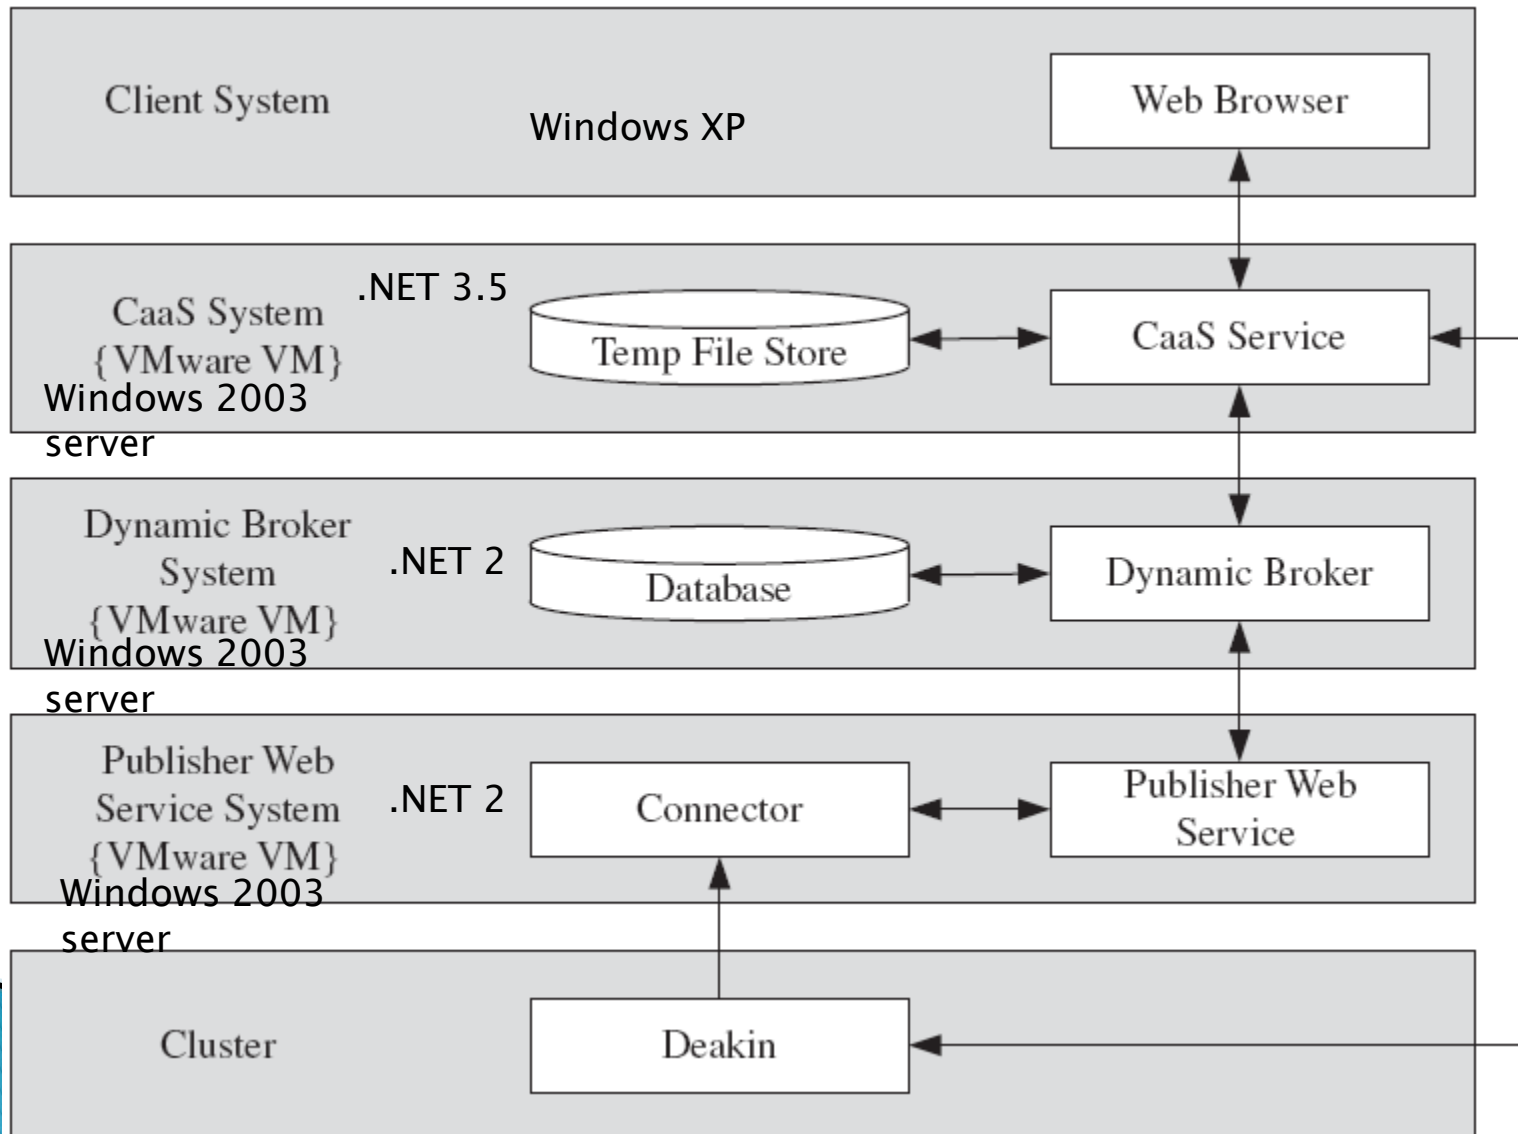 Client System
Windows XP
Web Browser
CaaS System
{VMware VM}
Windows 2003
server
.NET 3.5
Temp File Store
CaaS Service
Dynamic Broker
System
{VMware VM}
Windows 2003
server
.NET 2
Database
Dynamic Broker
Publisher Web
Service System
{VMware VM}
Windows 2003
server
.NET 2
Connector
Publisher Web
Service
Cluster
Deakin